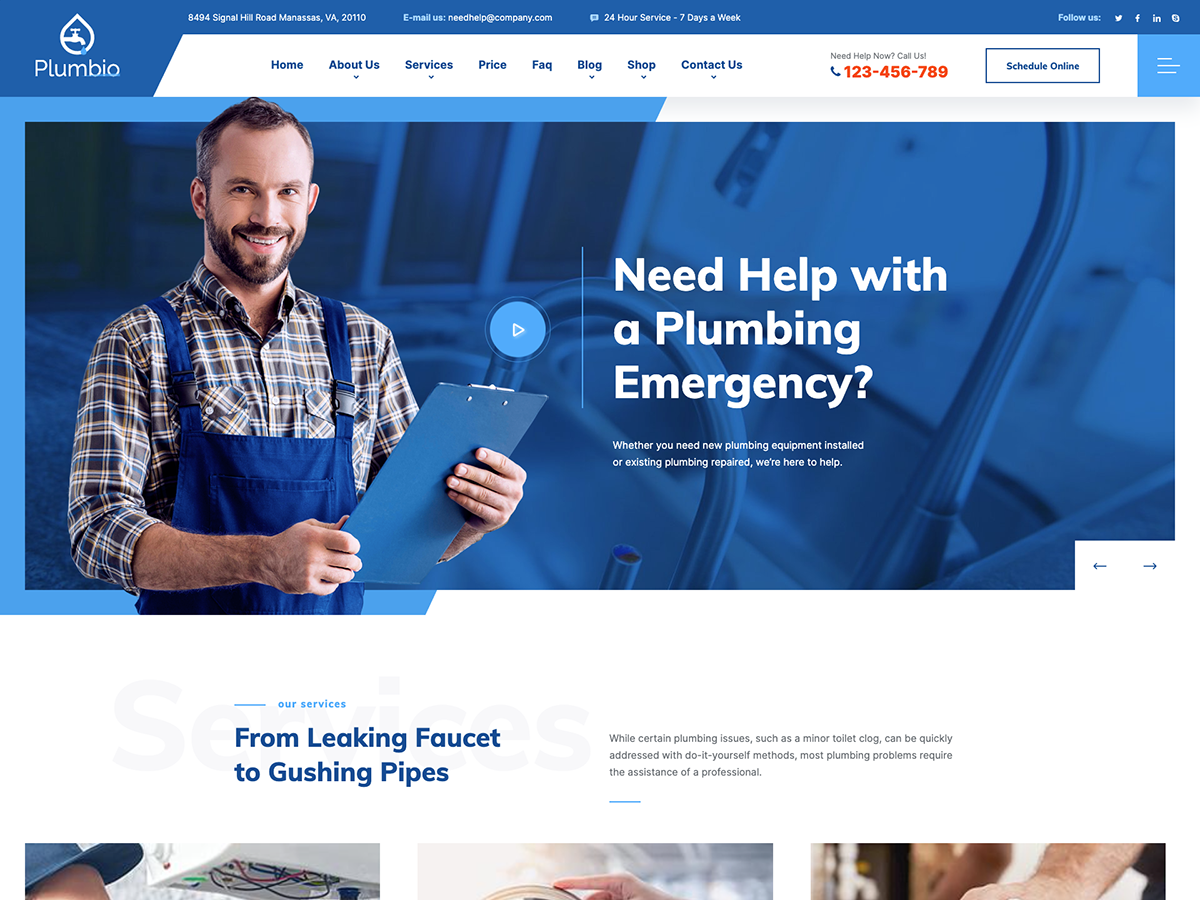 8494 Signal Hill Road Manassas, VA, 20110
E-mail us: needhelp@company.com
24 Hour Service - 7 Days a Week
Follow us:
Plumbio
Home
About Us
Services
Price
Faq
Blog
Shop
Contact Us
Need Help Now? Call Us!
123-456-789
Schedule Online
Need Help with
a Plumbing
Emergency?
Whether you need new plumbing equipment installed
or existing plumbing repaired, we're here to help.
Services
our services
From Leaking Faucet
to Gushing Pipes
While certain plumbing issues, such as a minor toilet clog, can be quickly
addressed with do-it-yourself methods, most plumbing problems require
the assistance of a professional.